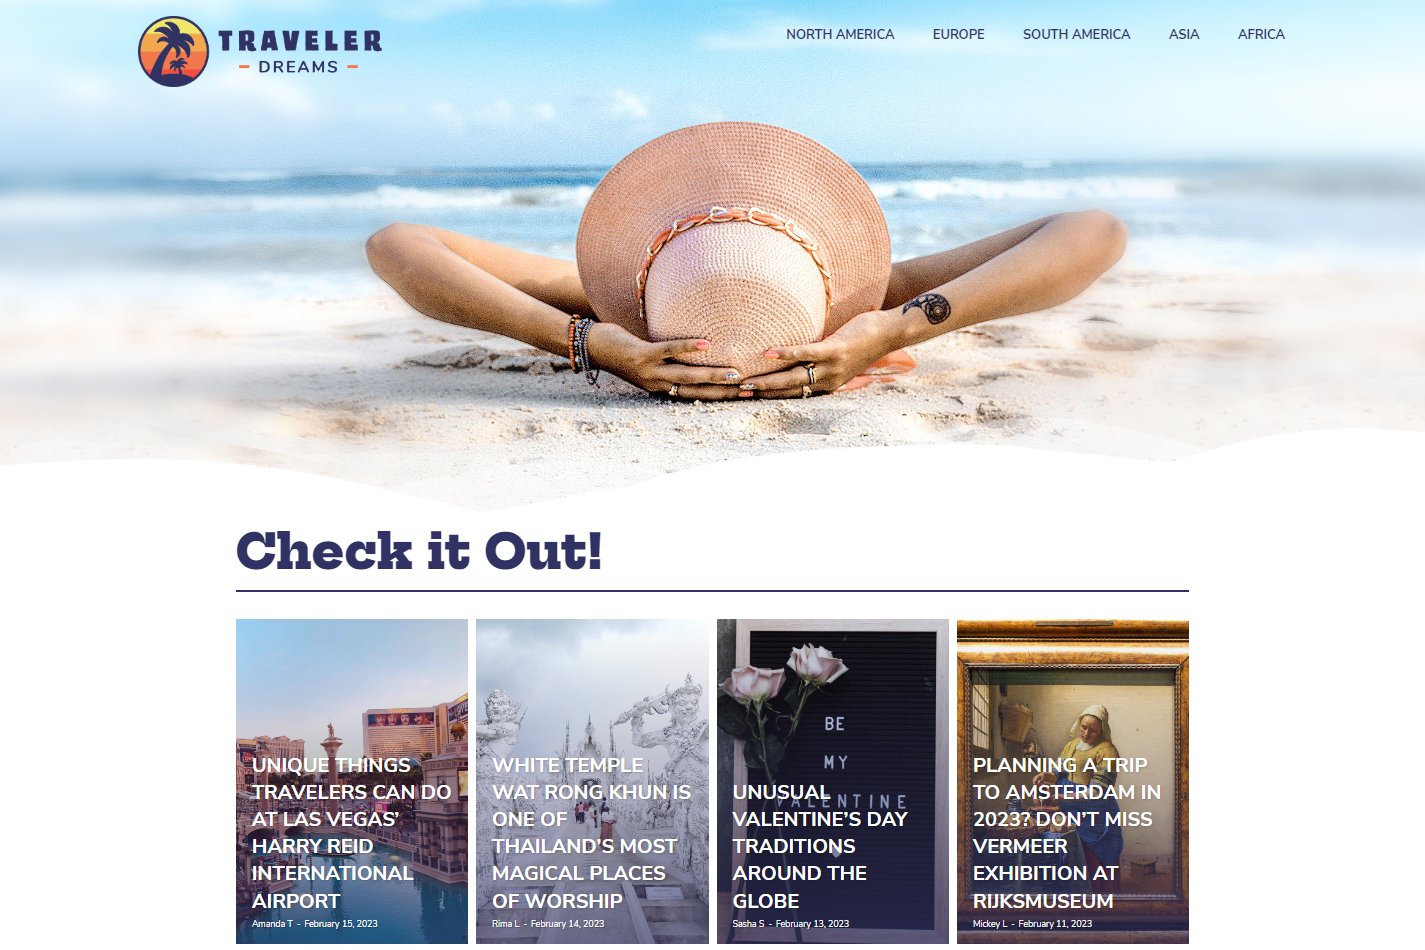 TRAVELER
- DREAMS -
NORTH AMERICA
EUROPE
SOUTH AMERICA
ASIA
AFRICA
Check it Out!
UNIQUE THINGS
TRAVELERS CAN DO
AT LAS VEGAS’
HARRY REID
INTERNATIONAL
AIRPORT
Amanda T - February 15, 2023
WHITE TEMPLE
WAT RONG KHUN IS
ONE OF
THAILAND’S MOST
MAGICAL PLACES
OF WORSHIP
Rima L - February 14, 2023
BE
MY
VALENTINE
UNUSUAL
VALENTINE’S DAY
TRADITIONS
AROUND THE
GLOBE
Sasha S - February 13, 2023
PLANNING A TRIP
TO AMSTERDAM IN
2023? DON’T MISS
VERMEER
EXHIBITION AT
RIJKSMUSEUM
Mickey L - February 11, 2023